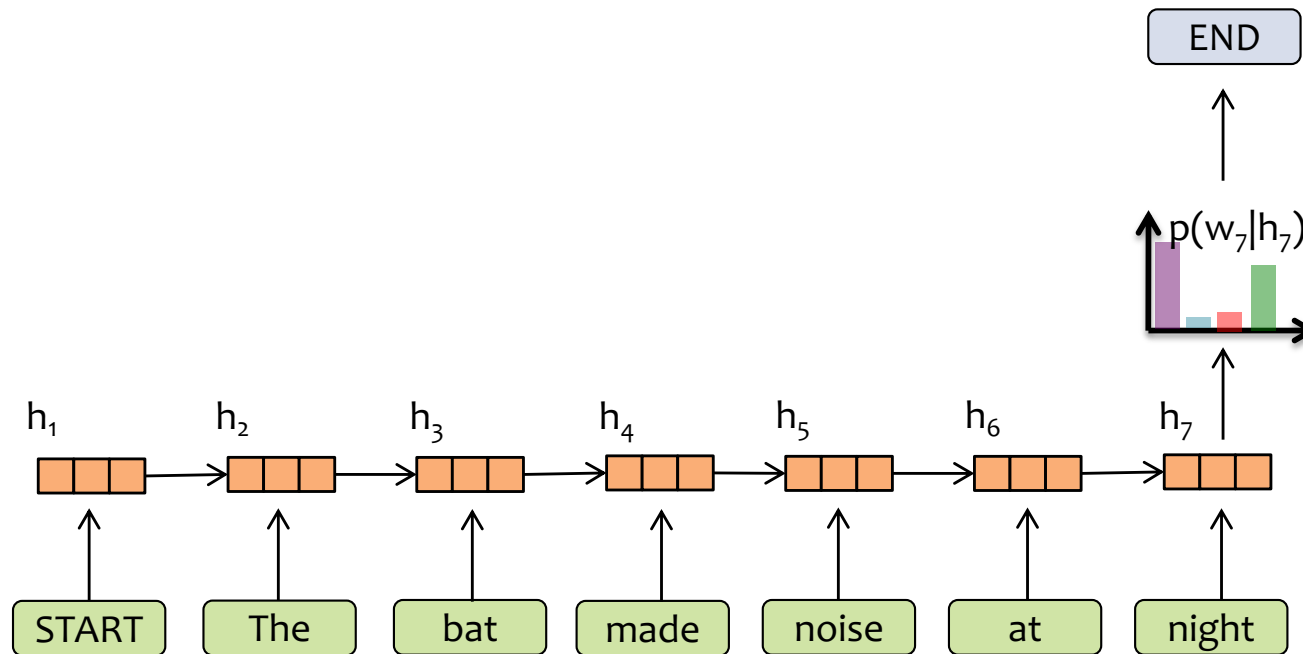 END
p(w₇|h₇)
h₁ h₂ h₃ h₄ h₅ h₆ h₇
START The bat made noise at night